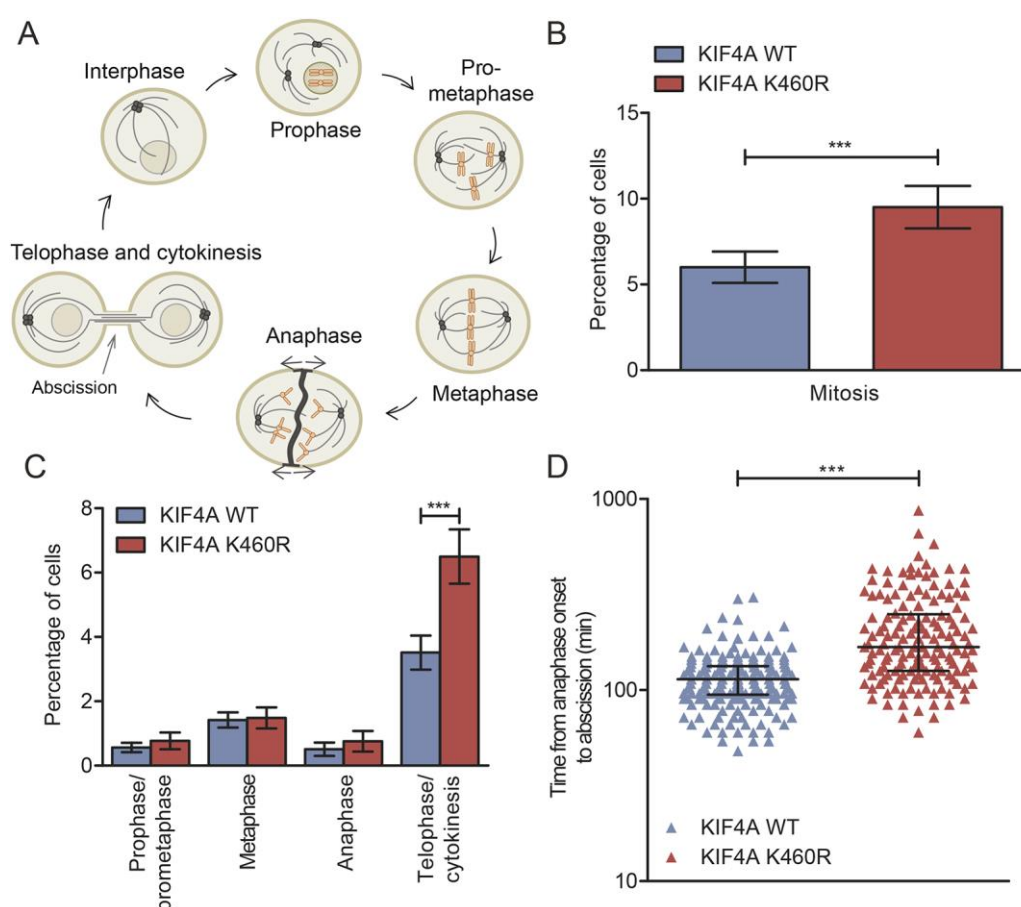 A
Interphase
Prophase
Pro-
metaphase
Telophase and cytokinesis
Abscission
Anaphase
Metaphase
B
KIF4A WT
KIF4A K460R
15
10
5
0
Percentage of cells
***
Mitosis
C
KIF4A WT
KIF4A K460R
8
6
4
2
0
Percentage of cells
***
Prophase/
prometaphase
Metaphase
Anaphase
Telophase/
cytokinesis
D
***
1000
100
10
Time from anaphase onset
to abscission (min)
KIF4A WT
KIF4A K460R